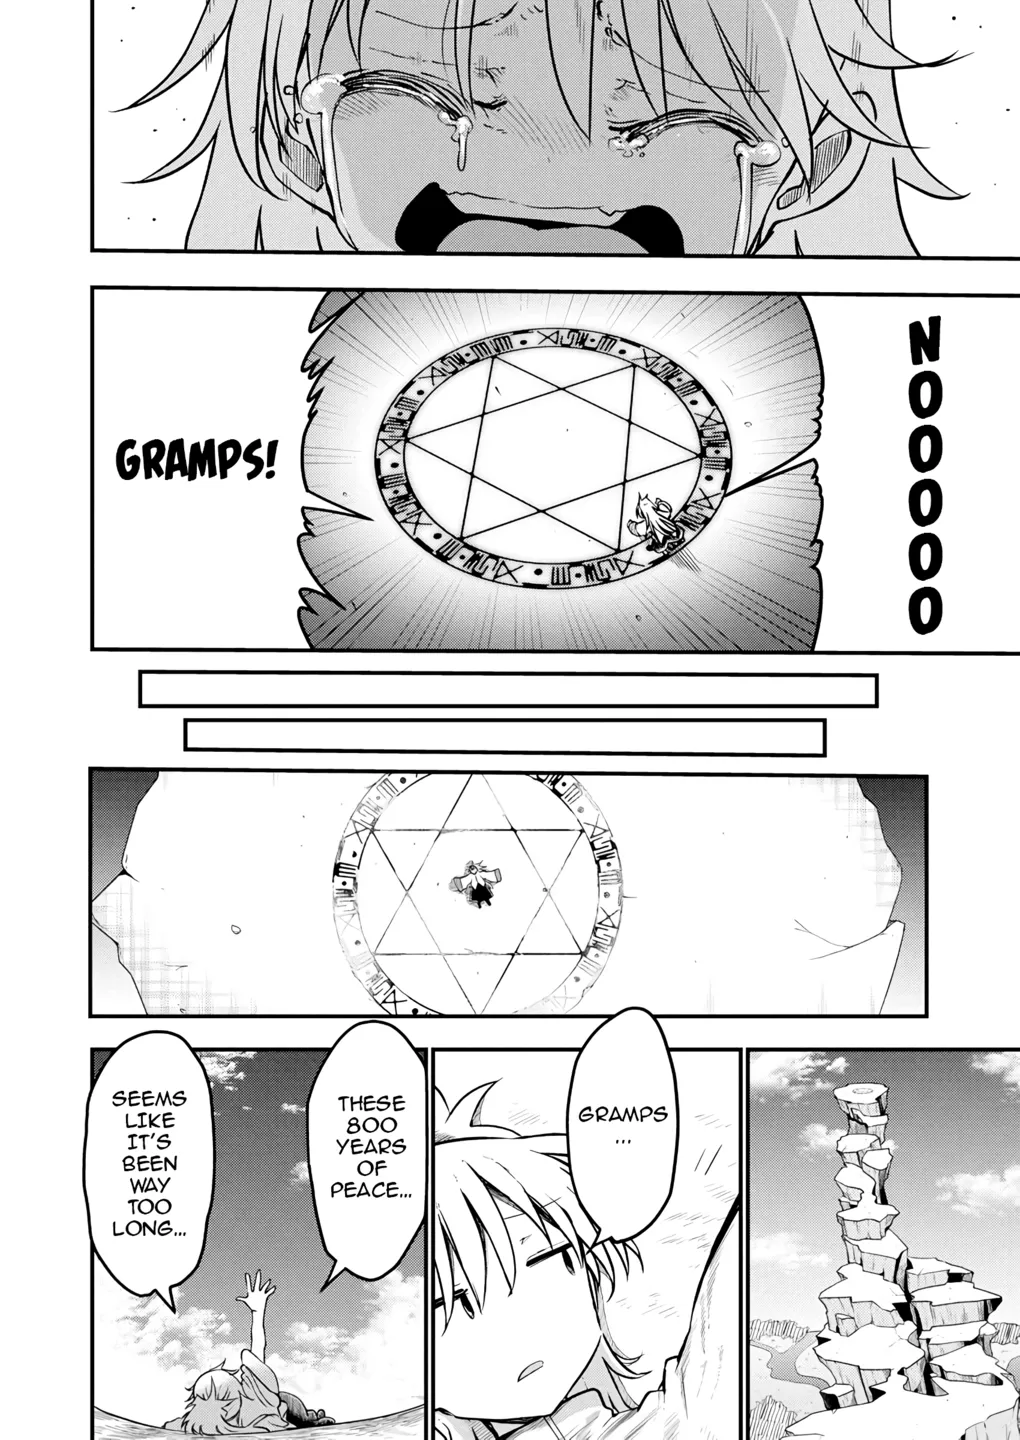 NOOOOOO
GRAMPS!
GRAMPS
...
THESE
800
YEARS
OF
PEACE...
SEEMS
LIKE
IT'S
BEEN
WAY
TOO
LONG...